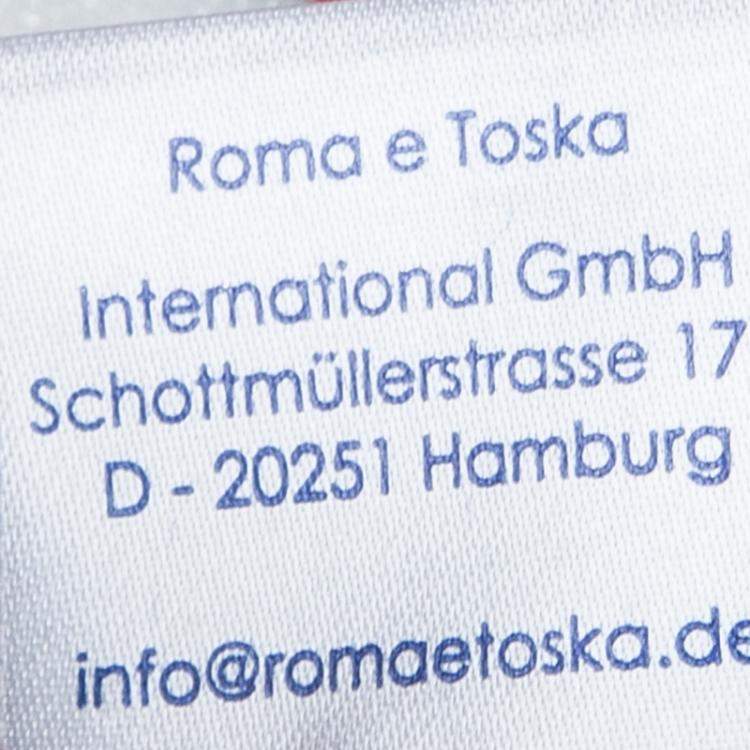 Roma e Toska
International GmbH
Schottmüllerstrasse 17
D - 20251 Hamburg
info@romaetoska.de